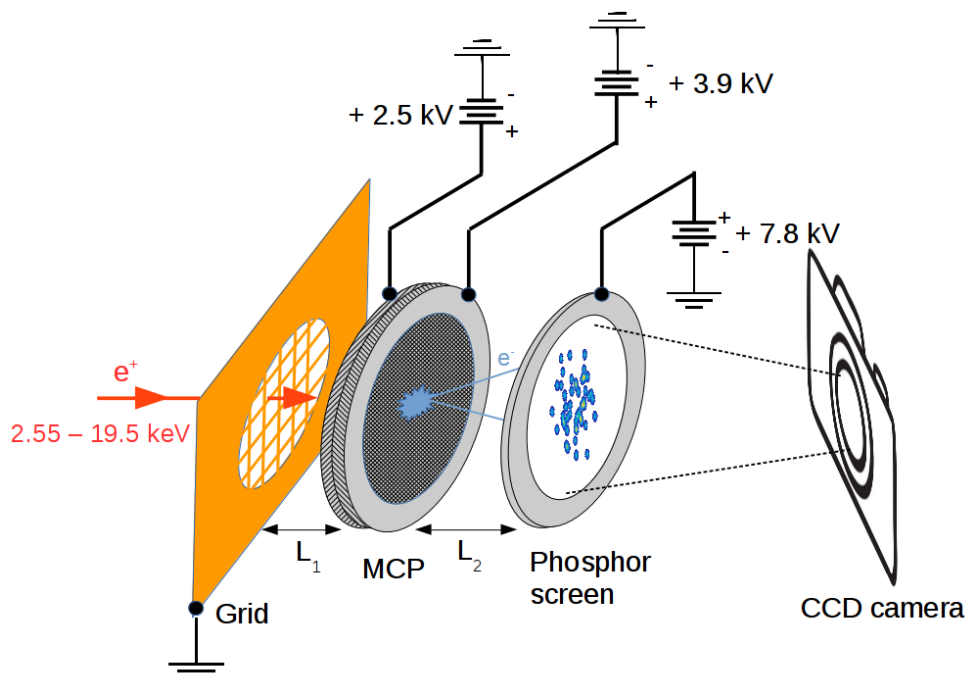 -
+ 3.9 kV
+
-
+ 2.5 kV
+
+
+ 7.8 kV
-
e⁺
2.55 – 19.5 keV
e⁻
L₁
MCP
L₂
Phosphor
screen
Grid
CCD camera